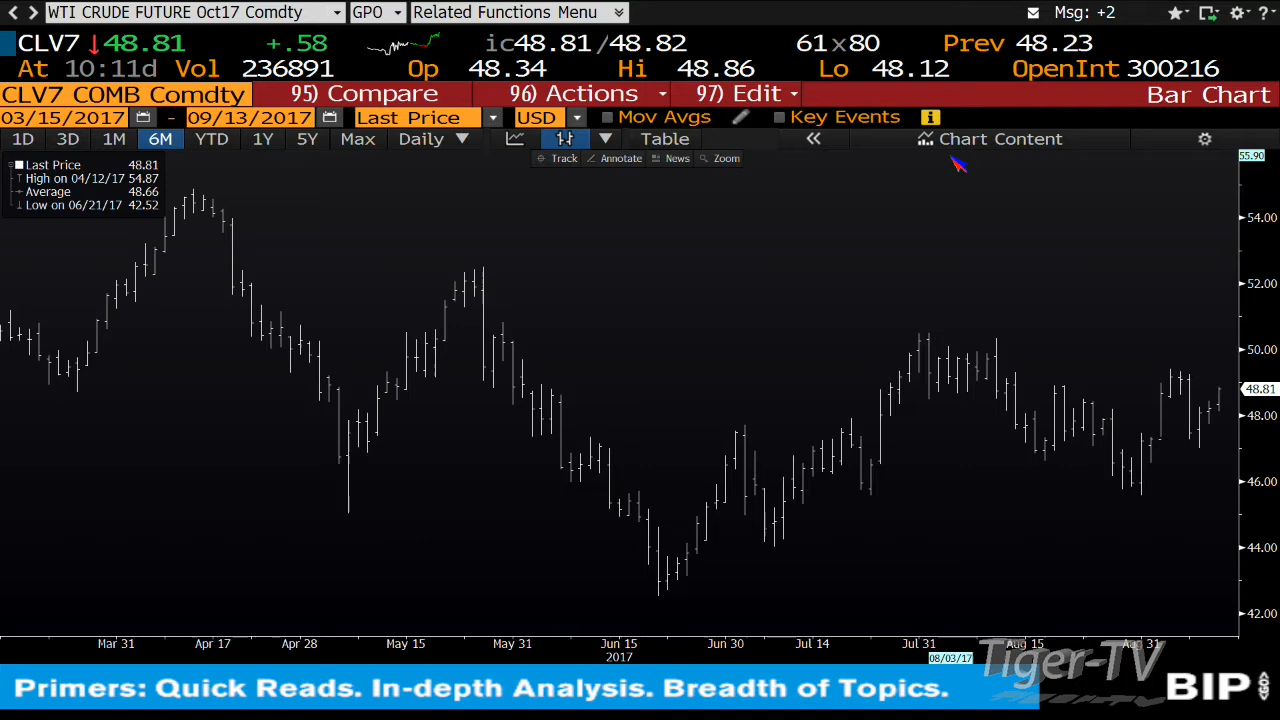 WTI CRUDE FUTURE Oct17 Comdty GPO Related Functions Menu Msg: +2
CLV7 ↓48.81 +.58 ic48.81/48.82 61x80 Prev 48.23
At 10:11d Vol 236891 Op 48.34 Hi 48.86 Lo 48.12 OpenInt 300216
CLV7 COMB Comdty 95) Compare 96) Actions 97) Edit Bar Chart
03/15/2017 - 09/13/2017 Last Price USD Mov Avgs Key Events i
1D 3D 1M 6M YTD 1Y 5Y Max Daily Table « Chart Content
Track Annotate News Zoom
Last Price 48.81
High on 04/12/17 54.87
Average 48.66
Low on 06/21/17 42.52
55.90
54.00
52.00
50.00
48.81
48.00
46.00
44.00
42.00
Mar 31 Apr 17 Apr 28 May 15 May 31 Jun 15 Jun 30 Jul 14 Jul 31 Aug 15 Aug 31
2017 08/03/17
Tiger-TV
Primers: Quick Reads. In-depth Analysis. Breadth of Topics.
BIP